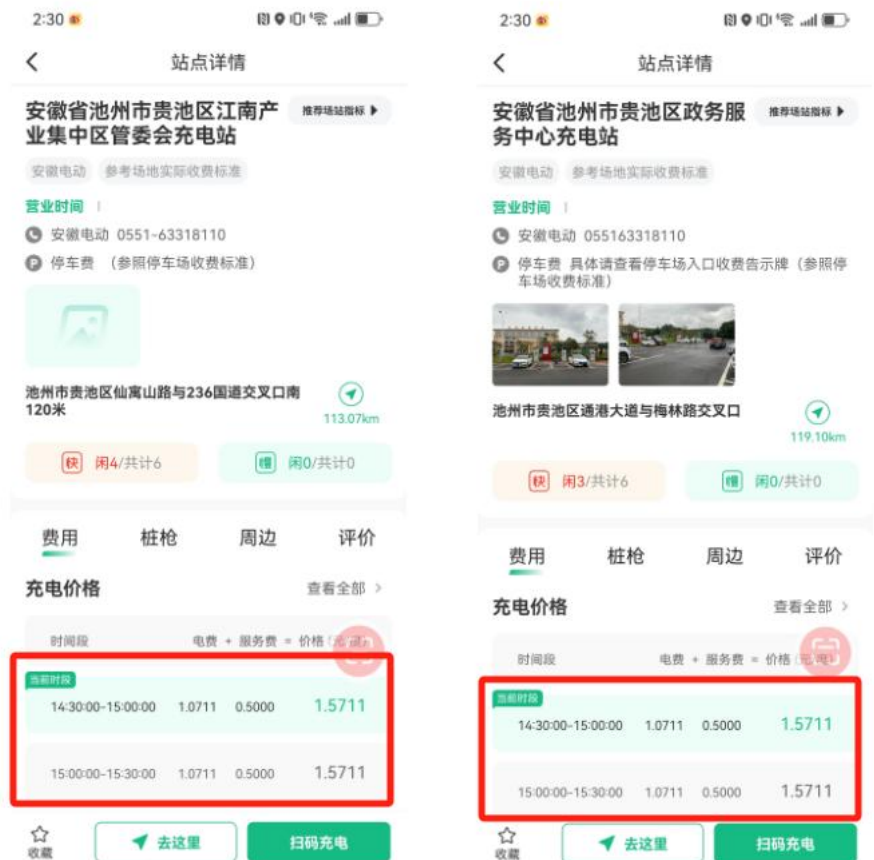 2:30
站点详情
安徽省池州市贵池区江南产
业集中区管委会充电站
推荐场站指标
安徽电动 参考场地实际收费标准
营业时间
安徽电动 0551-63318110
停车费 (参照停车场收费标准)
池州市贵池区仙寓山路与236国道交叉口南
120米
113.07km
快 闲4/共计6
慢 闲0/共计0
费用 桩枪 周边 评价
充电价格 查看全部
时间段 电费 + 服务费 = 价格(元/度)
当前时段
14:30:00-15:00:00 1.0711 0.5000 1.5711
15:00:00-15:30:00 1.0711 0.5000 1.5711
收藏
去这里
扫码充电
2:30
站点详情
安徽省池州市贵池区政务服
务中心充电站
推荐场站指标
安徽电动 参考场地实际收费标准
营业时间
安徽电动 055163318110
停车费 具体请查看停车场入口收费告示牌(参照停
车场收费标准)
池州市贵池区通港大道与梅林路交叉口
119.10km
快 闲3/共计6
慢 闲0/共计0
费用 桩枪 周边 评价
充电价格 查看全部
时间段 电费 + 服务费 = 价格(元/度)
当前时段
14:30:00-15:00:00 1.0711 0.5000 1.5711
15:00:00-15:30:00 1.0711 0.5000 1.5711
收藏
去这里
扫码充电